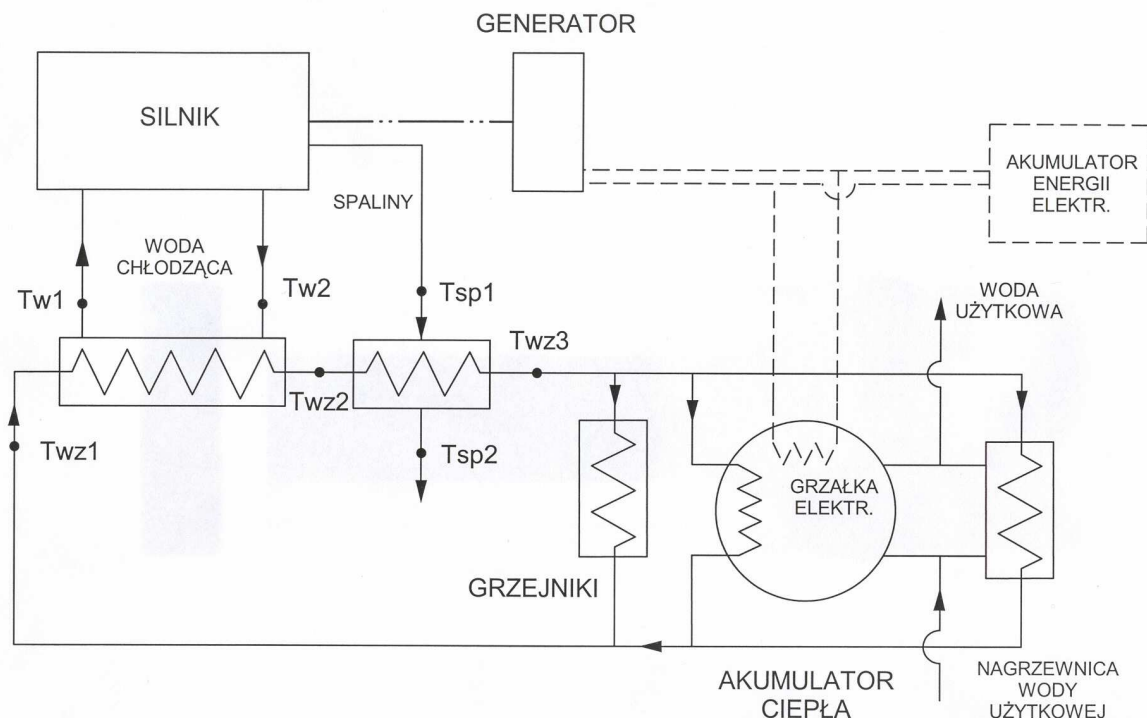 GENERATOR
SILNIK
AKUMULATOR
ENERGII
ELEKTR.
SPALINY
WODA
CHŁODZĄCA
Tw1
Tw2
Tsp1
WODA
UŻYTKOWA
Twz3
Twz2
Twz1
Tsp2
GRZAŁKA
ELEKTR.
GRZEJNIKI
AKUMULATOR
CIEPŁA
NAGRZEWNICA
WODY
UŻYTKOWEJ